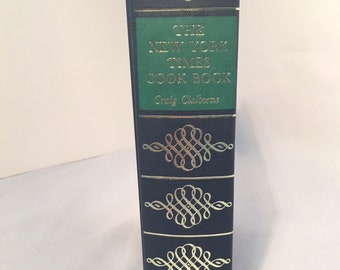 THE
NEW YORK
TIMES
COOK BOOK
Craig Claiborne